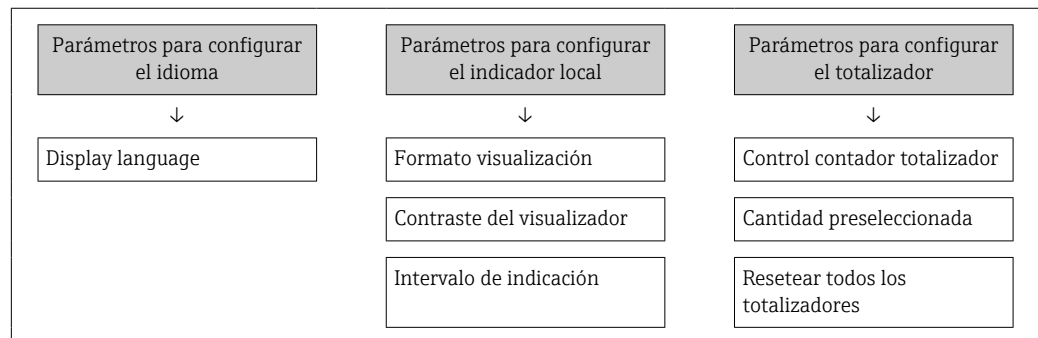 Parámetros para configurar
el idioma
↓
Display language
Parámetros para configurar
el indicador local
↓
Formato visualización
Contraste del visualizador
Intervalo de indicación
Parámetros para configurar
el totalizador
↓
Control contador totalizador
Cantidad preseleccionada
Resetear todos los
totalizadores